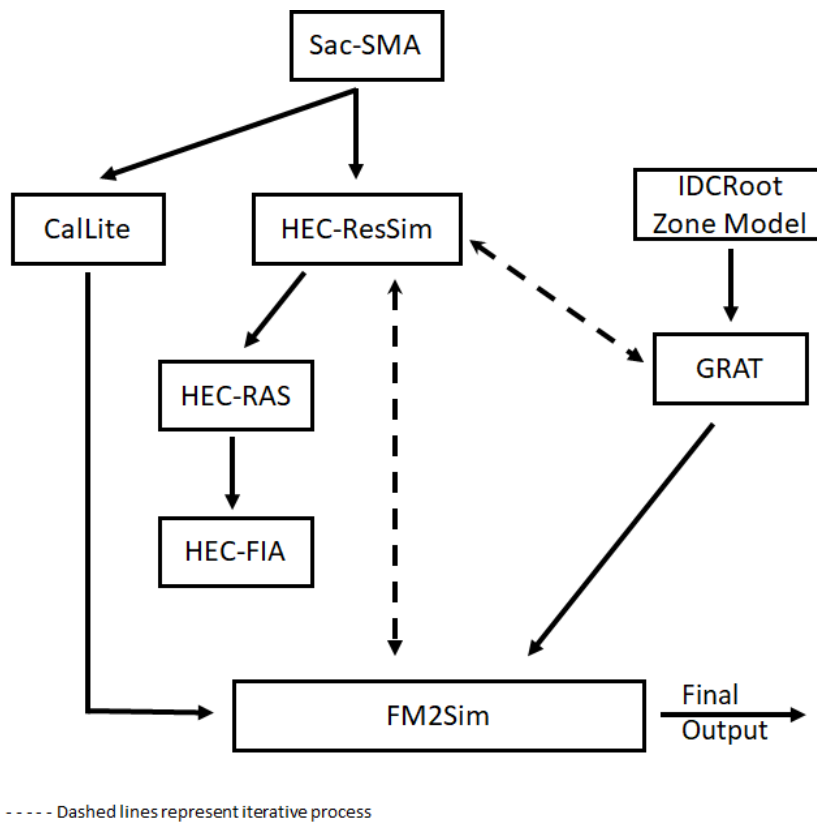 Sac-SMA
CalLite
HEC-ResSim
IDCRoot
Zone Model
HEC-RAS
GRAT
HEC-FIA
FM2Sim
Final
Output
- - - - - Dashed lines represent iterative process